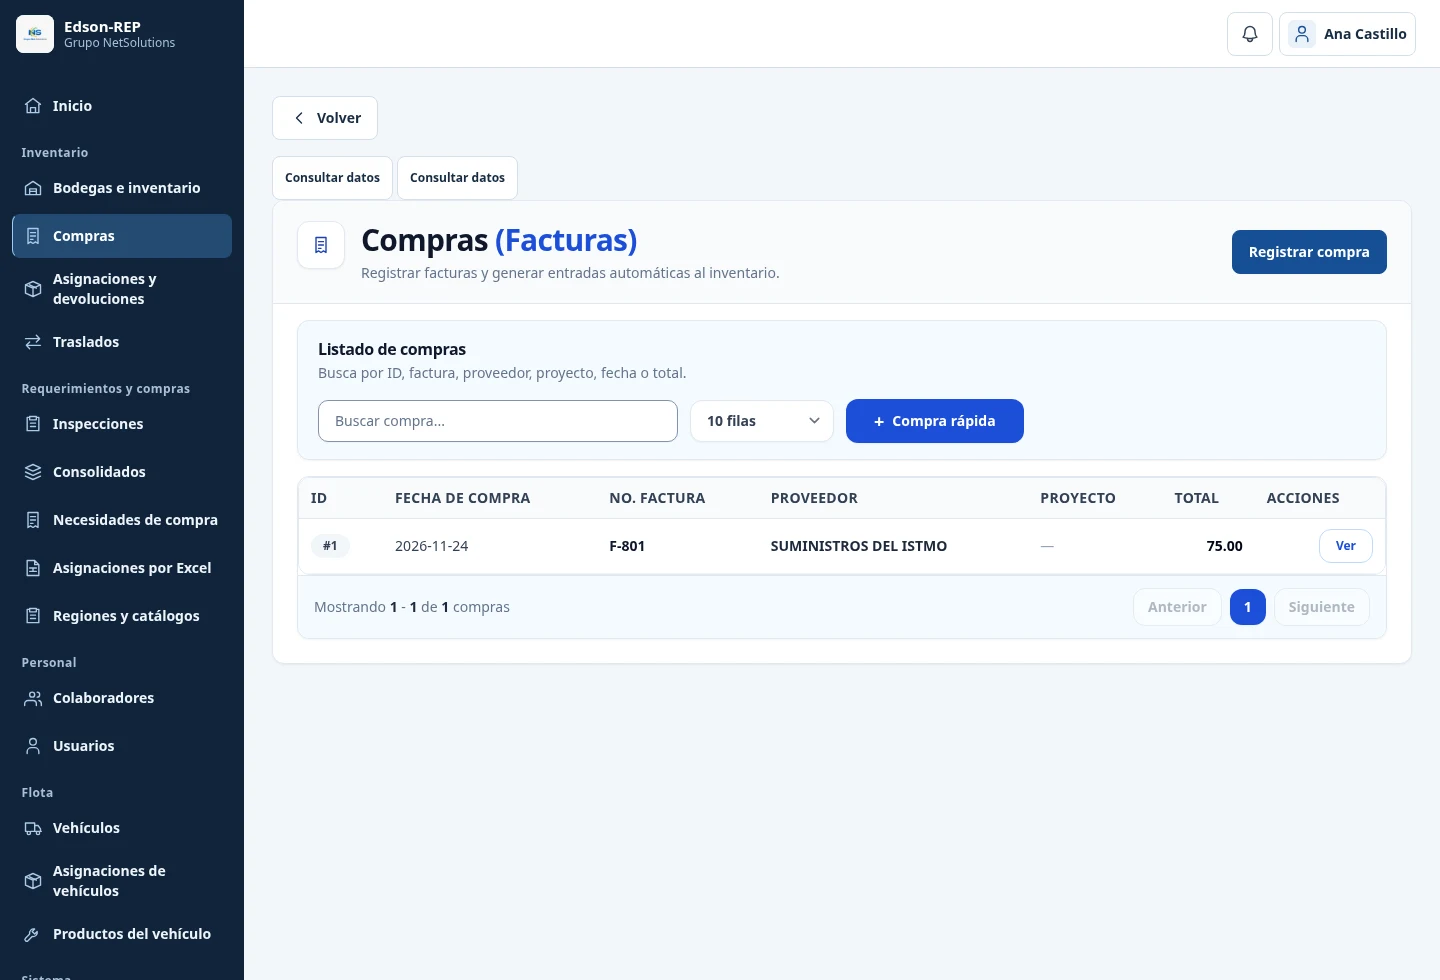 Edson-REP
Grupo NetSolutions
Inicio
Inventario
Bodegas e inventario
Compras
Asignaciones y
devoluciones
Traslados
Requerimientos y compras
Inspecciones
Consolidados
Necesidades de compra
Asignaciones por Excel
Regiones y catálogos
Personal
Colaboradores
Usuarios
Flota
Vehículos
Asignaciones de
vehículos
Productos del vehículo
Sistema
Ana Castillo
Volver
Consultar datos Consultar datos
Compras (Facturas)
Registrar facturas y generar entradas automáticas al inventario.
Registrar compra
Listado de compras
Busca por ID, factura, proveedor, proyecto, fecha o total.
Buscar compra... 10 filas + Compra rápida
ID FECHA DE COMPRA NO. FACTURA PROVEEDOR PROYECTO TOTAL ACCIONES
#1 2026-11-24 F-801 SUMINISTROS DEL ISTMO — 75.00 Ver
Mostrando 1 - 1 de 1 compras Anterior 1 Siguiente